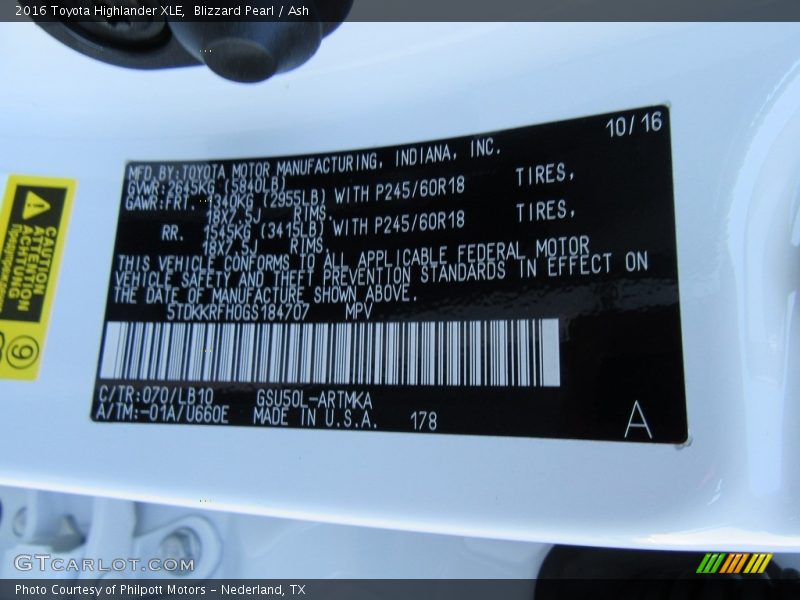 2016 Toyota Highlander XLE, Blizzard Pearl / Ash
10/16
MFD.BY:TOYOTA MOTOR MANUFACTURING, INDIANA, INC.
GVWR:2645KG (5840LB)
GAWR:FRT. 1340KG (2955LB) WITH P245/60R18 TIRES,
18X7.5J RIMS.
RR. 1545KG (3415LB) WITH P245/60R18 TIRES,
18X7.5J RIMS
THIS VEHICLE CONFORMS TO ALL APPLICABLE FEDERAL MOTOR
VEHICLE SAFETY AND THEFT PREVENTION STANDARDS IN EFFECT ON
THE DATE OF MANUFACTURE SHOWN ABOVE.
5TDKKRFH0GS184707 MPV
C/TR:070/LB10 GSU50L-ARTMKA
A/TM:-01A/U660E MADE IN U.S.A. 178
A
CAUTION
ATTENTION
ACHTUNG
9
GTCARLOT.COM
Photo Courtesy of Philpott Motors - Nederland, TX